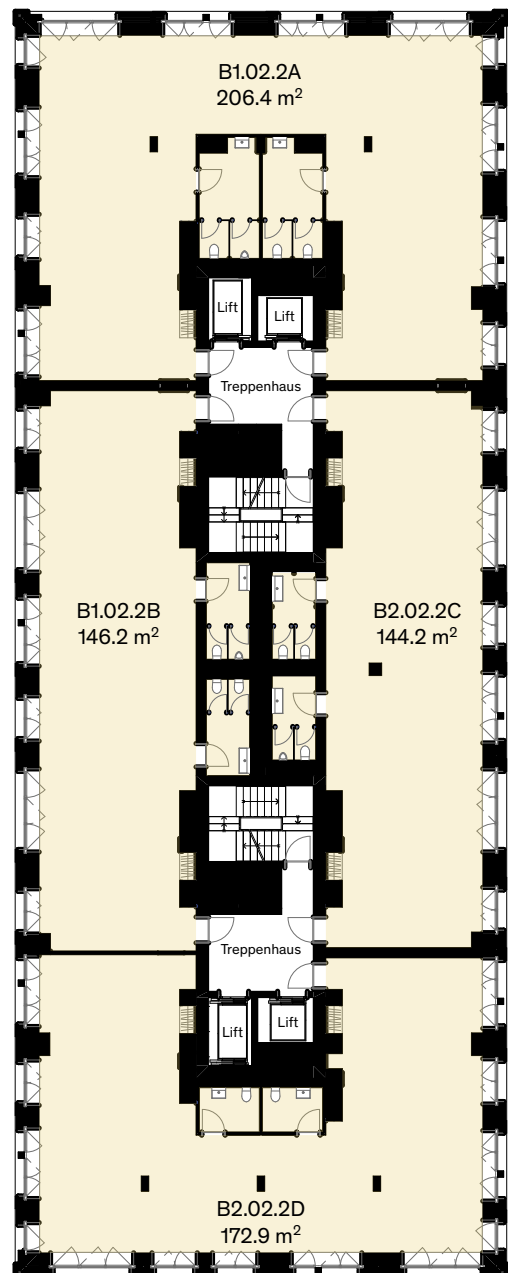 B1.02.2A
206.4 m²
Lift
Lift
Treppenhaus
B1.02.2B
146.2 m²
B2.02.2C
144.2 m²
Treppenhaus
Lift
Lift
B2.02.2D
172.9 m²